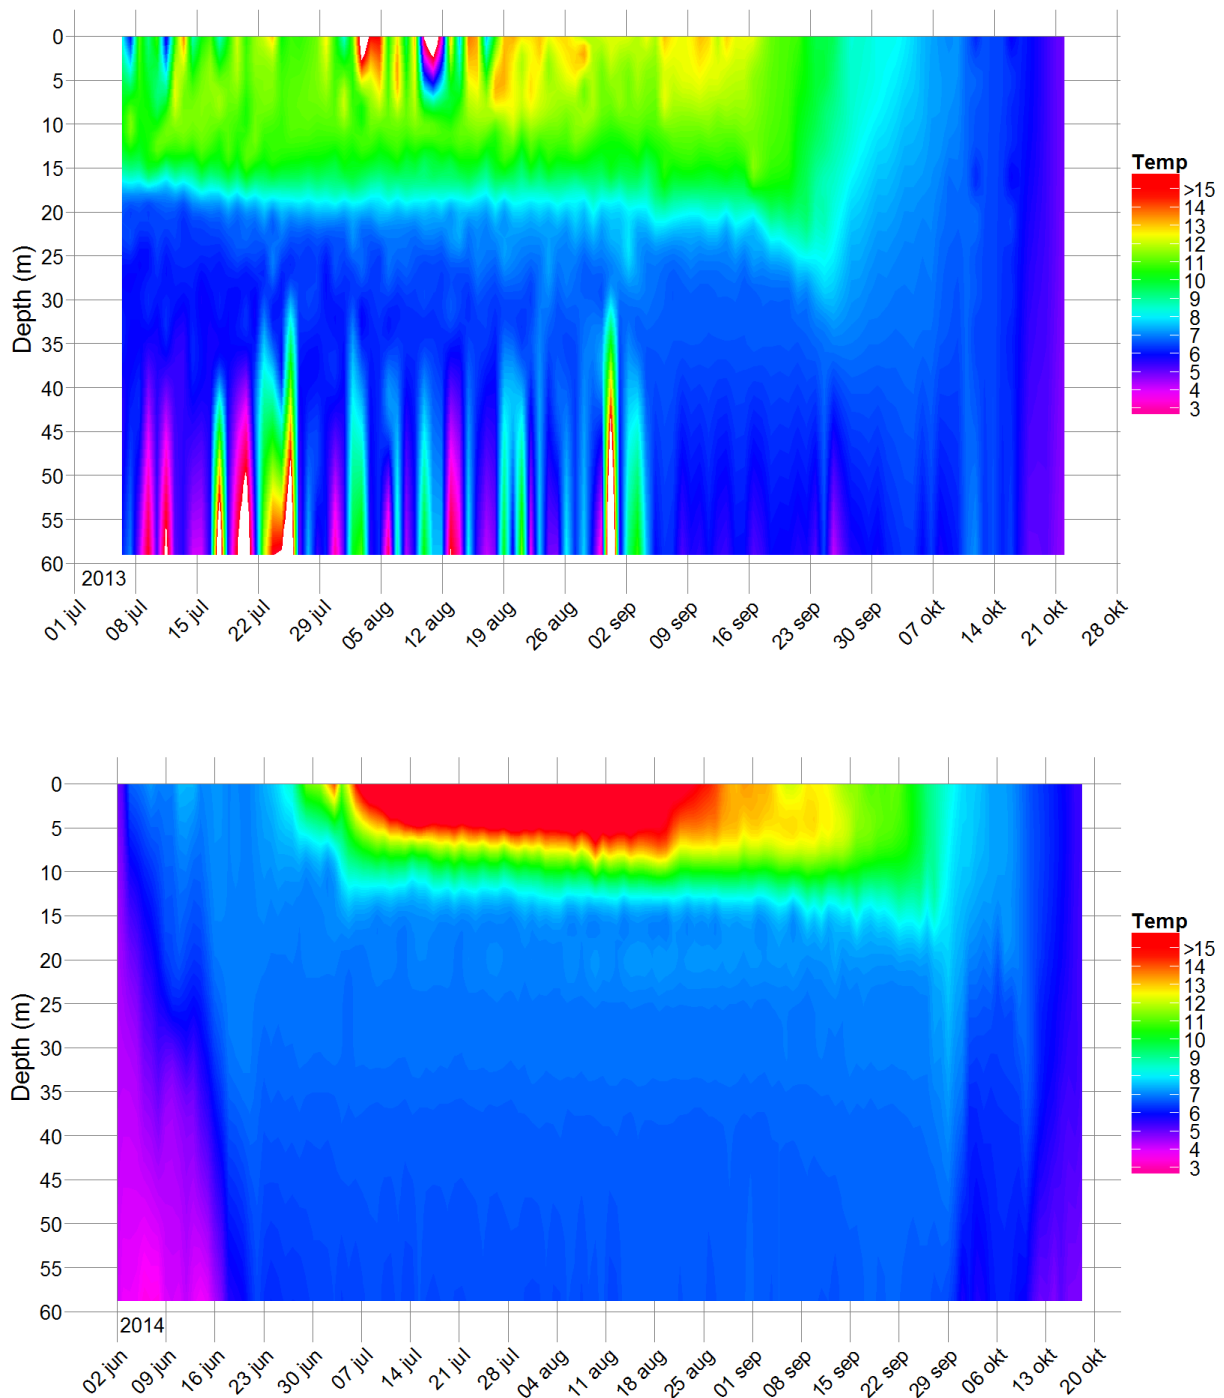 0
5
10
15
20
25
30
35
40
45
50
55
60
Depth (m)
2013
01 jul
08 jul
15 jul
22 jul
29 jul
05 aug
12 aug
19 aug
26 aug
02 sep
09 sep
16 sep
23 sep
30 sep
07 okt
14 okt
21 okt
28 okt
Temp
>15
14
13
12
11
10
9
8
7
6
5
4
3
0
5
10
15
20
25
30
35
40
45
50
55
60
Depth (m)
2014
02 jun
09 jun
16 jun
23 jun
30 jun
07 jul
14 jul
21 jul
28 jul
04 aug
11 aug
18 aug
25 aug
01 sep
08 sep
15 sep
22 sep
29 sep
06 okt
13 okt
20 okt
Temp
>15
14
13
12
11
10
9
8
7
6
5
4
3